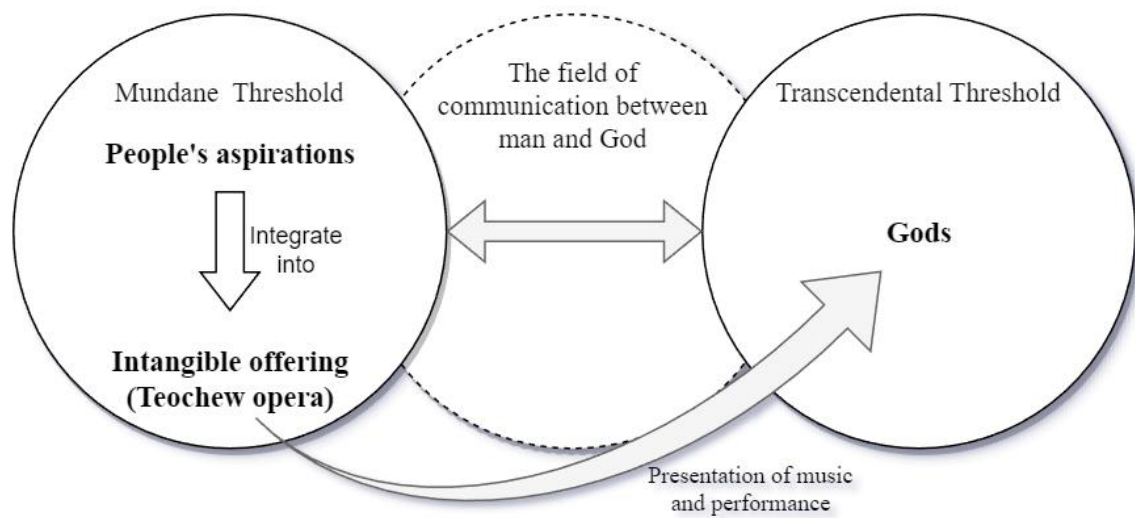 Mundane Threshold
People's aspirations
Integrate
into
Intangible offering
(Teochew opera)
The field of
communication between
man and God
Transcendental Threshold
Gods
Presentation of music
and performance